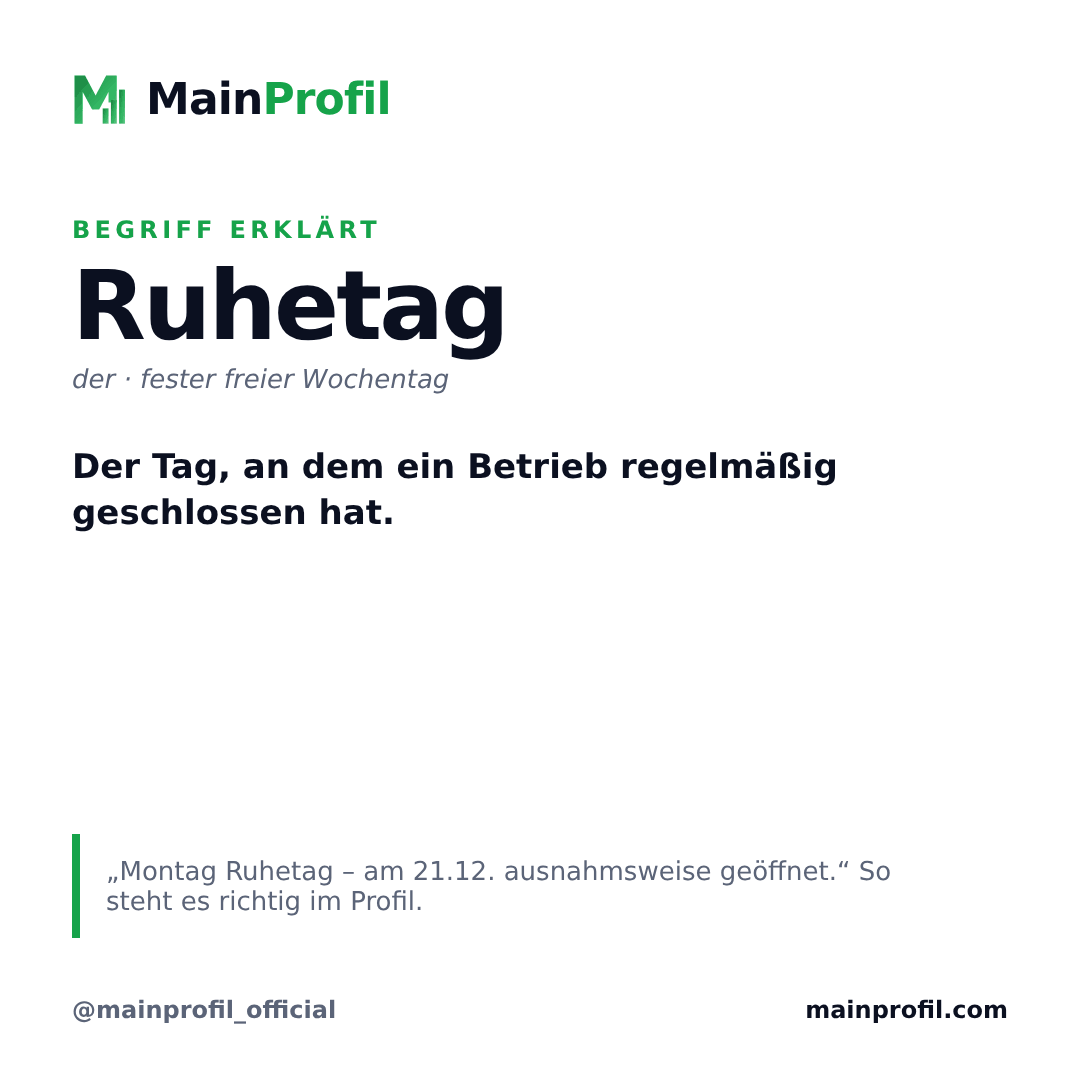 MainProfil
BEGRIFF ERKLÄRT
Ruhetag
der · fester freier Wochentag
Der Tag, an dem ein Betrieb regelmäßig
geschlossen hat.
„Montag Ruhetag – am 21.12. ausnahmsweise geöffnet.“ So
steht es richtig im Profil.
@mainprofil_official
mainprofil.com